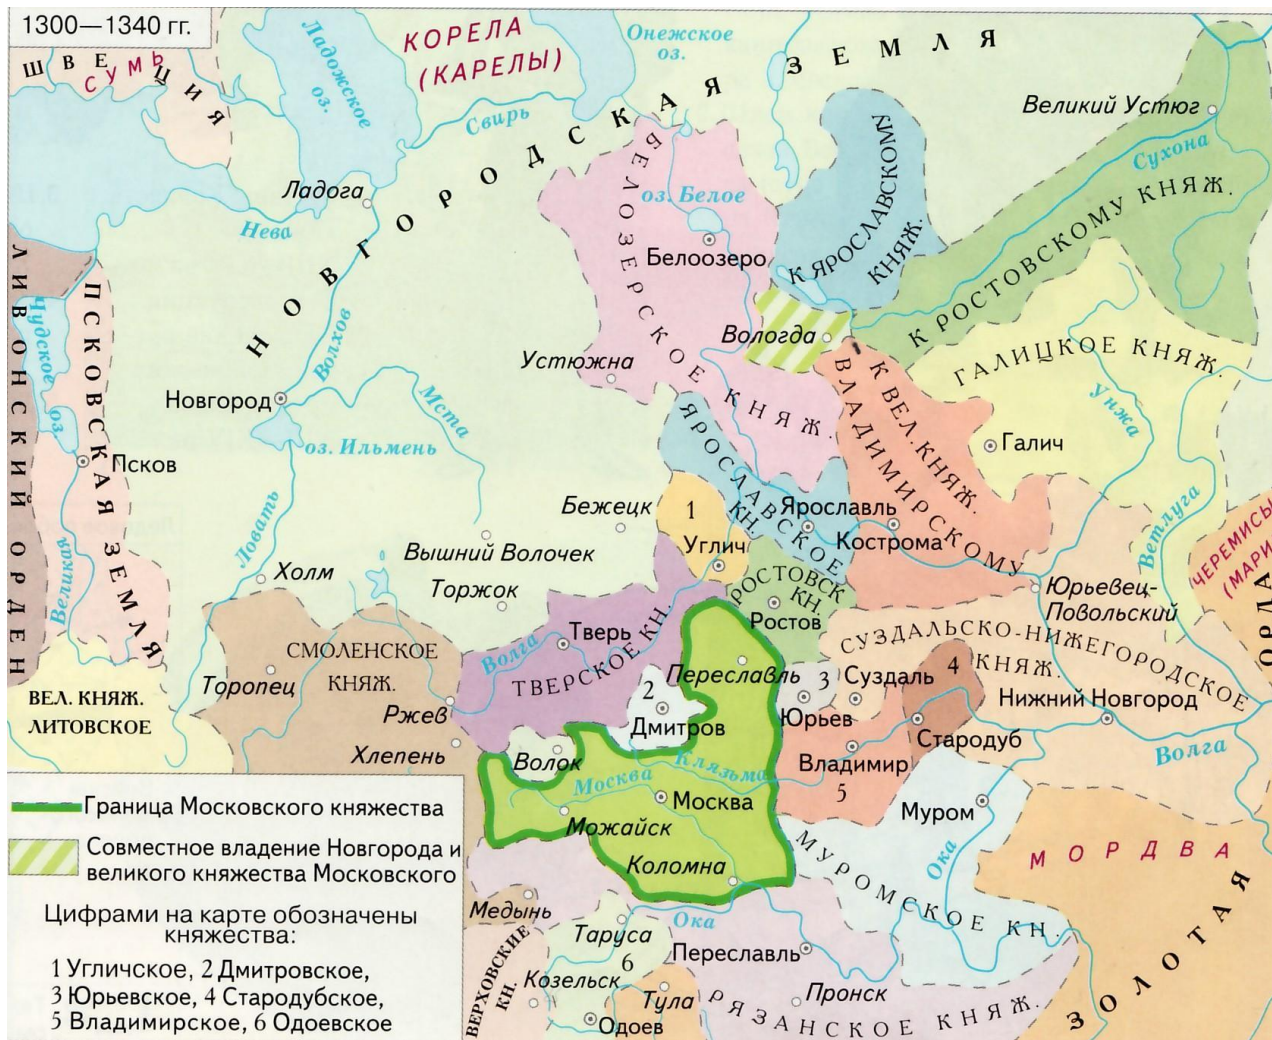 1300—1340 гг.
ШВЕЦИЯ
СУМЬ
Ладожское
оз.
КОРЕЛА
(КАРЕЛЫ)
Онежское
оз.
НОВГОРОДСКАЯ ЗЕМЛЯ
Свирь
Великий Устюг
Сухона
Ладога
Нева
БЕЛОЗЕРСКОЕ КНЯЖ.
оз. Белое
Белоозеро
К ЯРОСЛАВСКОМУ
КНЯЖ.
К РОСТОВСКОМУ КНЯЖ.
ЛИВОНСКИЙ ОРДЕН
Чудское
оз
ПСКОВСКАЯ ЗЕМЛЯ
Волхов
Вологда
Устюжна
ГАЛИЦКОЕ КНЯЖ.
Унжа
Новгород
Мста
оз. Ильмень
К ВЕЛ. КНЯЖ.
ВЛАДИМИРСКОМУ
Галич
Псков
Великая
Ловать
ЯРОСЛАВСКОЕ
КН.
Бежецк
1
Углич
Ярославль
Кострома
Ветлуга
ЧЕРЕМИСЫ
(МАРИ
Вышний Волочек
Холм
Торжок
РОСТОВСК
КН.
Ростов
Юрьевец-
Повольский
СМОЛЕНСКОЕ
КНЯЖ.
Торопец
Волга
Тверь
ТВЕРСКОЕ КН.
СУЗДАЛЬСКО-НИЖЕГОРОДСКОЕ
КНЯЖ.
Переславль
2
Дмитров
3
Юрьев
Суздаль
4
Стародуб
Нижний Новгород
Волга
ВЕЛ. КНЯЖ.
ЛИТОВСКОЕ
Ржев
Хлепень
Волок
Москва
Клязьма
Владимир
5
Москва
Можайск
Коломна
Муром
Ока
МУРОМСКОЕ КН.
МОРДВА
ЗОЛОТАЯ
ОРДА
Граница Московского княжества
Совместное владение Новгорода и
великого княжества Московского
Цифрами на карте обозначены
княжества:
1 Угличское, 2 Дмитровское,
3 Юрьевское, 4 Стародубское,
5 Владимирское, 6 Одоевское
Медынь
ВЕРХОВСКИЕ
КН.
Таруса
6
Козельск
Одоев
Тула
Ока
Переславль
Пронск
РЯЗАНСКОЕ КНЯЖ.